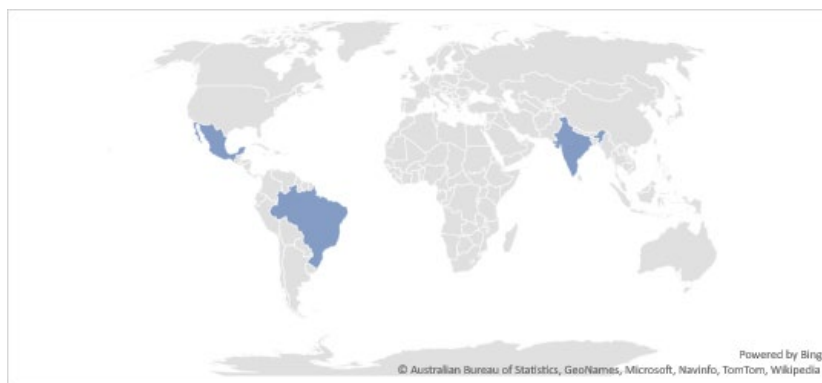 Powered by Bing
© Australian Bureau of Statistics, GeoNames, Microsoft, Navinfo, TomTom, Wikipedia